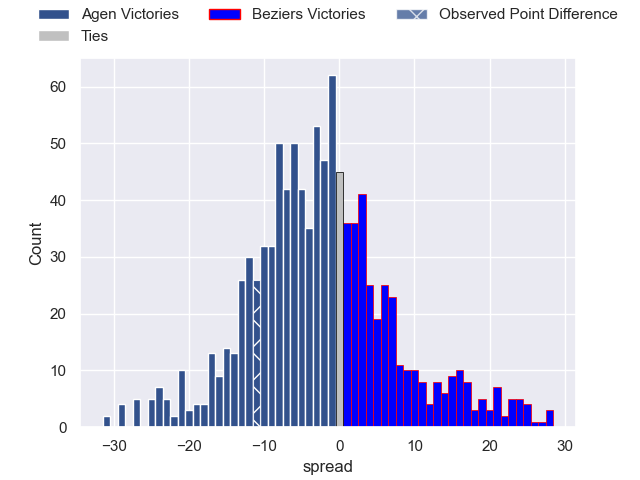 Agen Victories
Beziers Victories
Observed Point Difference
Ties
60
50
40
30
20
10
0
Count
−30
−20
−10
0
10
20
30
spread